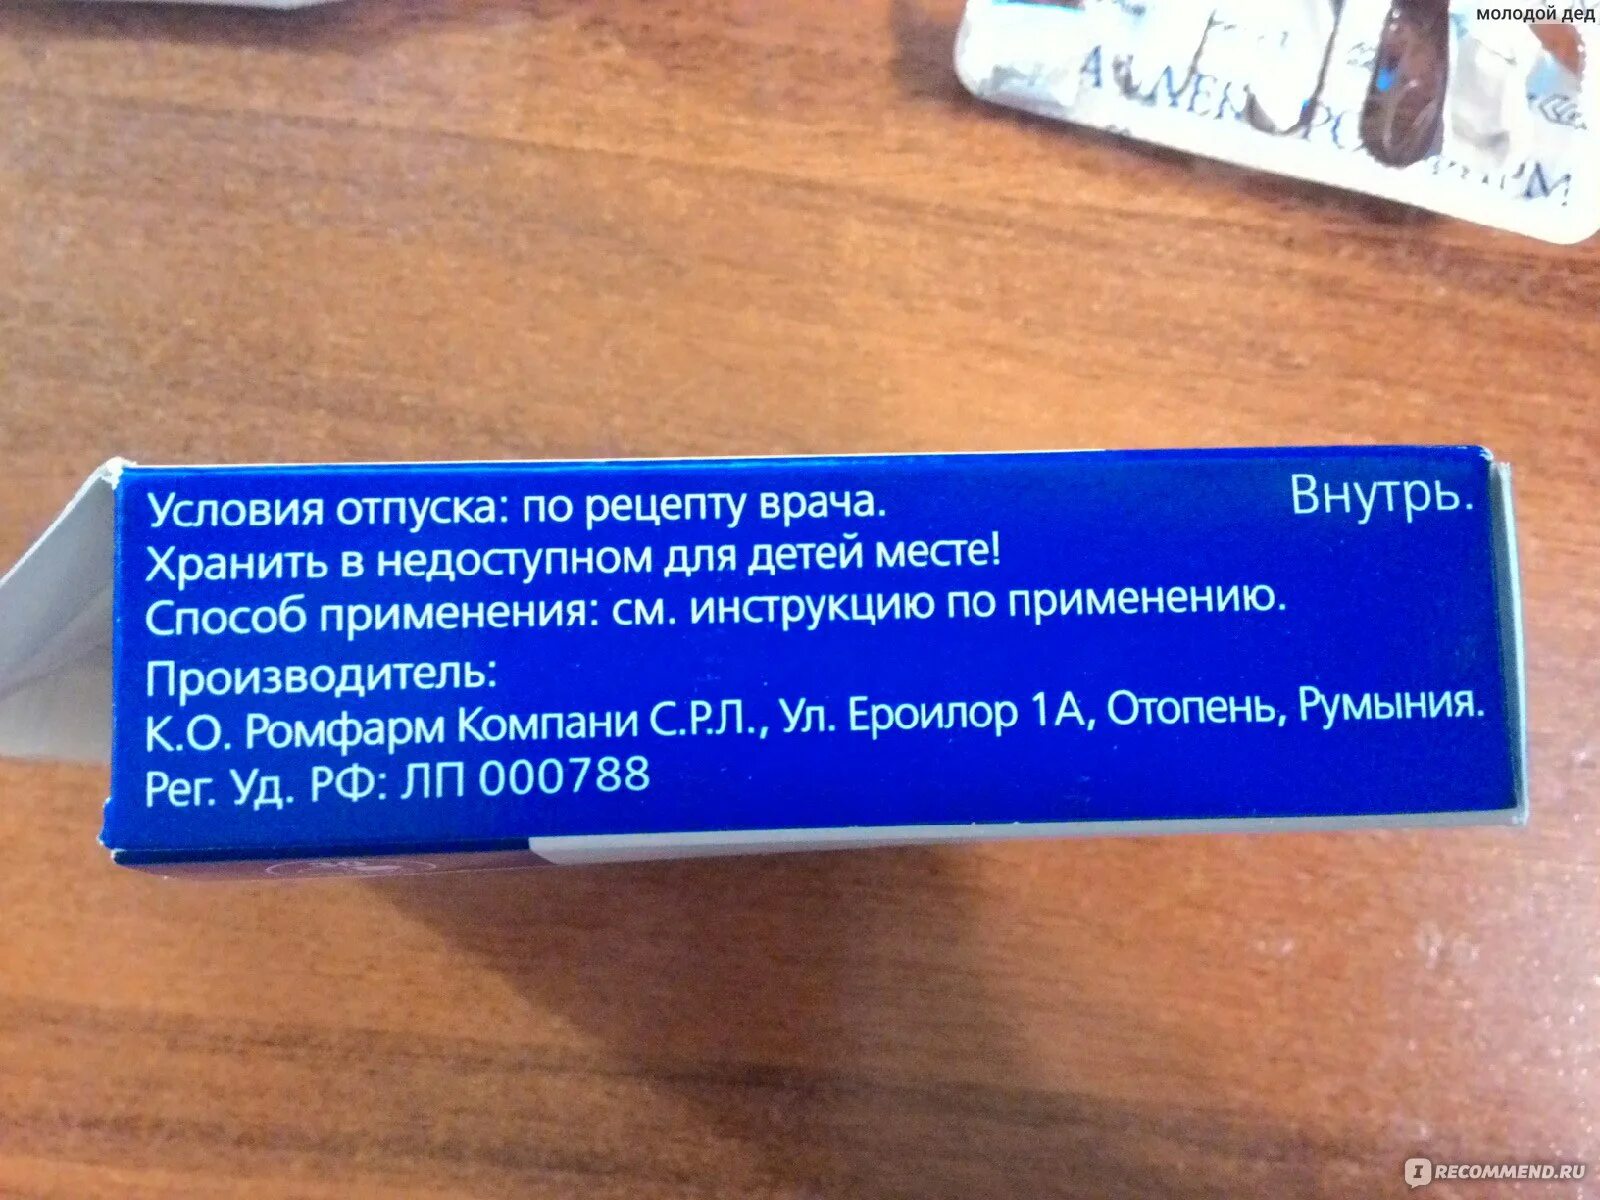 молодой дед
Условия отпуска: по рецепту врача.
Внутрь.
Хранить в недоступном для детей месте!
Способ применения: см. инструкцию по применению.
Производитель:
К.О. Ромфарм Компани С.Р.Л., Ул. Ероилор 1А, Отопень, Румыния.
Рег. Уд. РФ: ЛП 000788
IRECOMMEND.RU